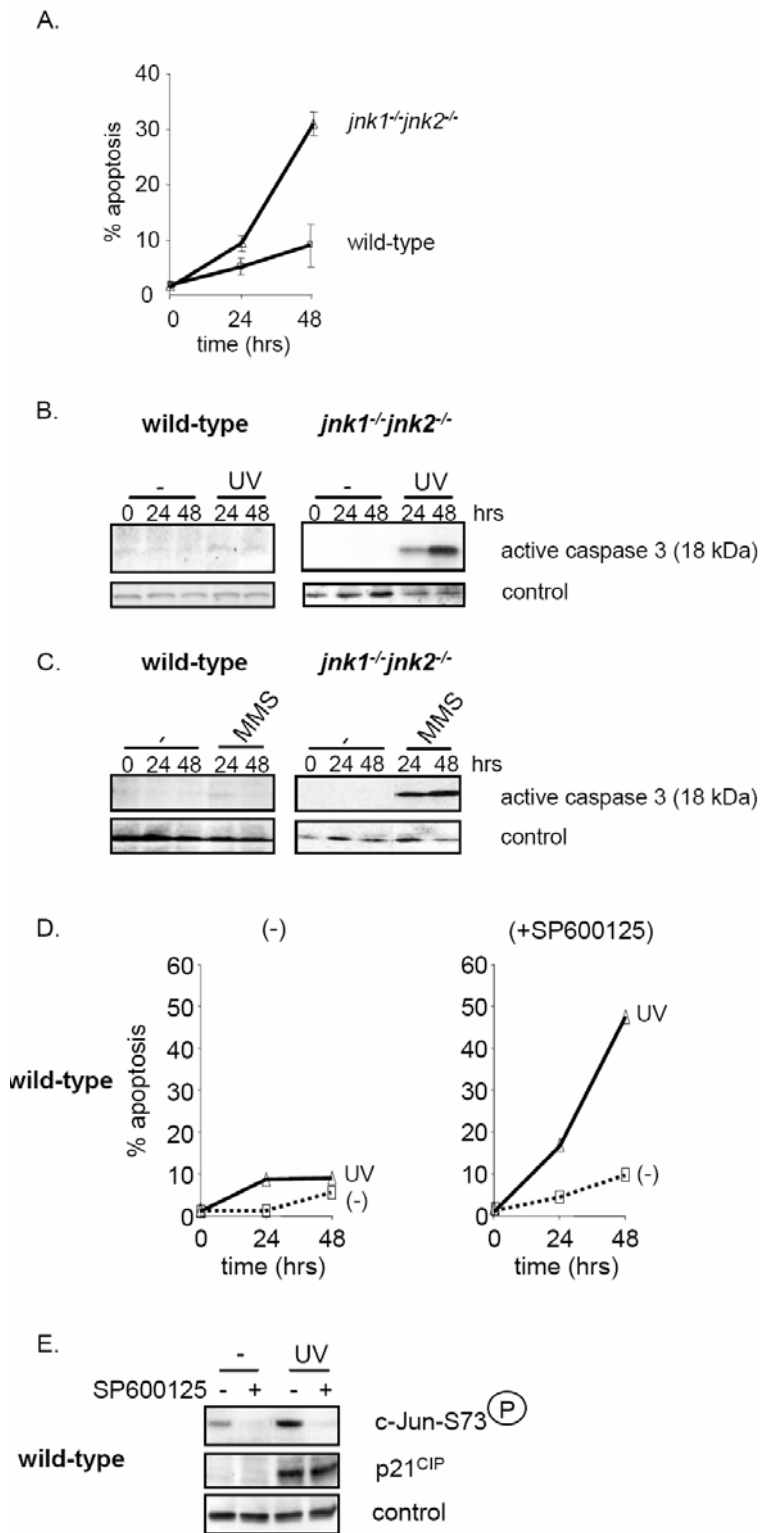 A.
% apoptosis
40
30
20
10
0
jnk1-/-jnk2-/-
wild-type
0 24 48
time (hrs)
B.
wild-type jnk1-/-jnk2-/-
- UV - UV
0 24 48 24 48 0 24 48 24 48 hrs
active caspase 3 (18 kDa)
control
C.
wild-type jnk1-/-jnk2-/-
- MMS - MMS
0 24 48 24 48 0 24 48 24 48 hrs
active caspase 3 (18 kDa)
control
D.
(-) (+SP600125)
wild-type
% apoptosis
60 60
50 50 UV
40 40
30 30
20 20
10 UV 10 (-)
(-)
0 0
0 24 48 0 24 48
time (hrs) time (hrs)
E.
- UV
SP600125 - + - +
c-Jun-S73 P
wild-type
p21CIP
control